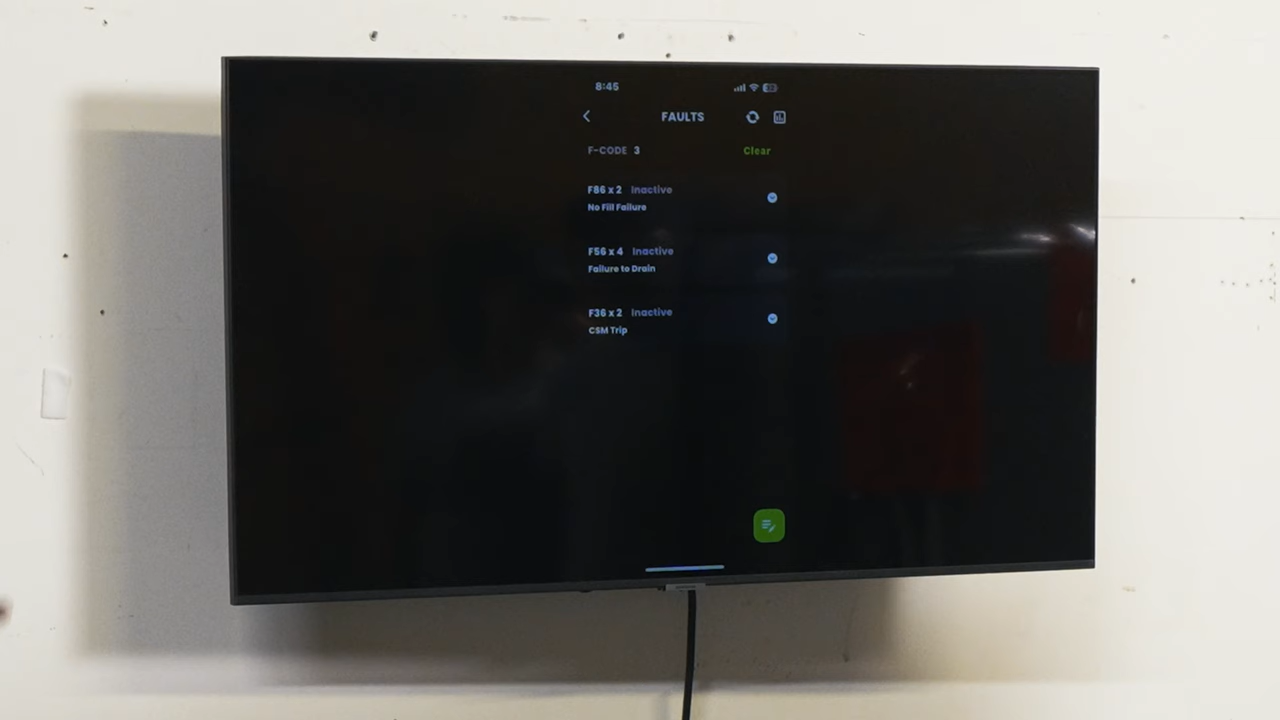 8:45
FAULTS
F-CODE 3 Clear
F86 x 2 Inactive
No Fill Failure
F56 x 4 Inactive
Failure to Drain
F36 x 2 Inactive
CSM Trip